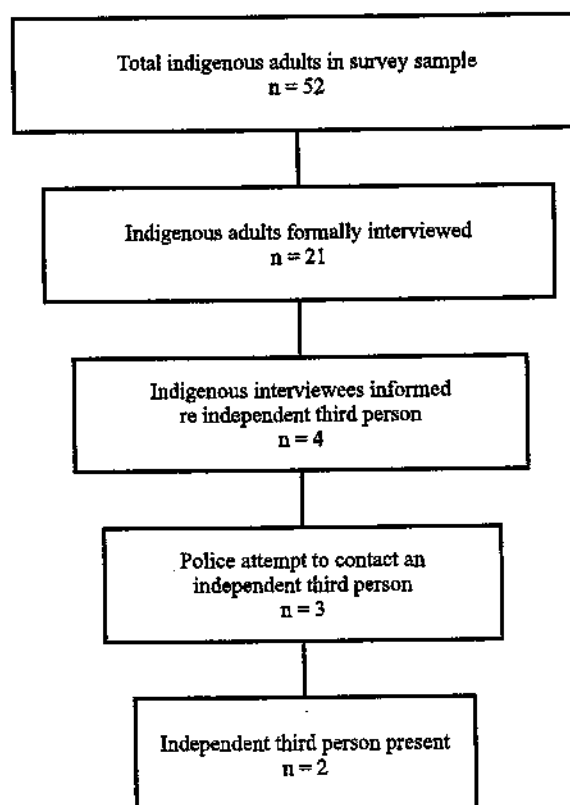 Total indigenous adults in survey sample
n = 52
Indigenous adults formally interviewed
n = 21
Indigenous interviewees informed
re independent third person
n = 4
Police attempt to contact an
independent third person
n = 3
Independent third person present
n = 2